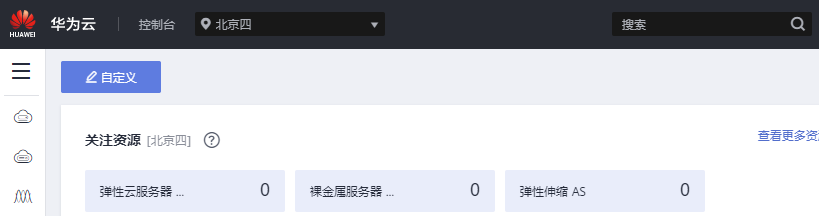 HUAWEI
华为云 控制台 北京四 搜索
自定义
关注资源 [北京四] ? 查看更多资
弹性云服务器 ... 0 裸金属服务器 ... 0 弹性伸缩 AS 0